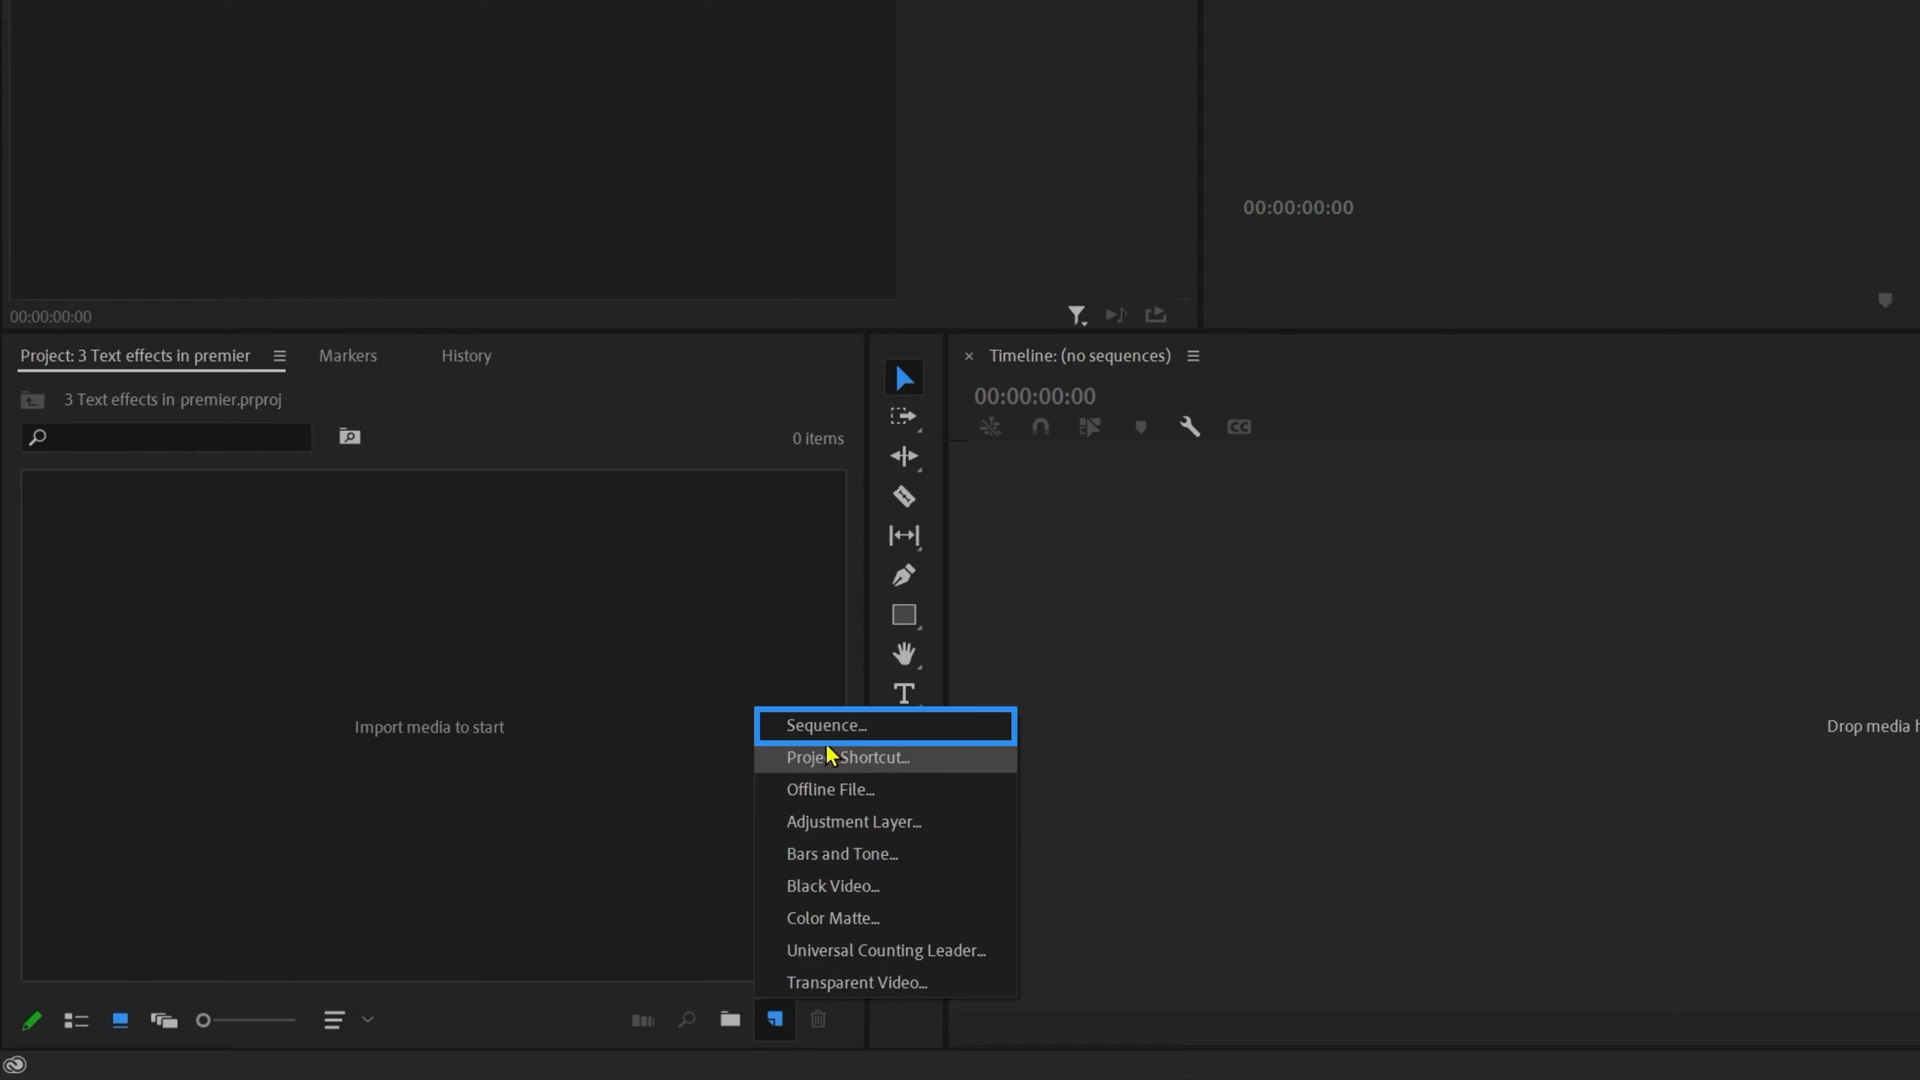 00:00:00:00
00:00:00:00
Project: 3 Text effects in premier
Markers
History
3 Text effects in premier.prproj
0 items
Import media to start
Timeline: (no sequences)
00:00:00:00
CC
T
Drop media h
Sequence...
Project Shortcut...
Offline File...
Adjustment Layer...
Bars and Tone...
Black Video...
Color Matte...
Universal Counting Leader...
Transparent Video...